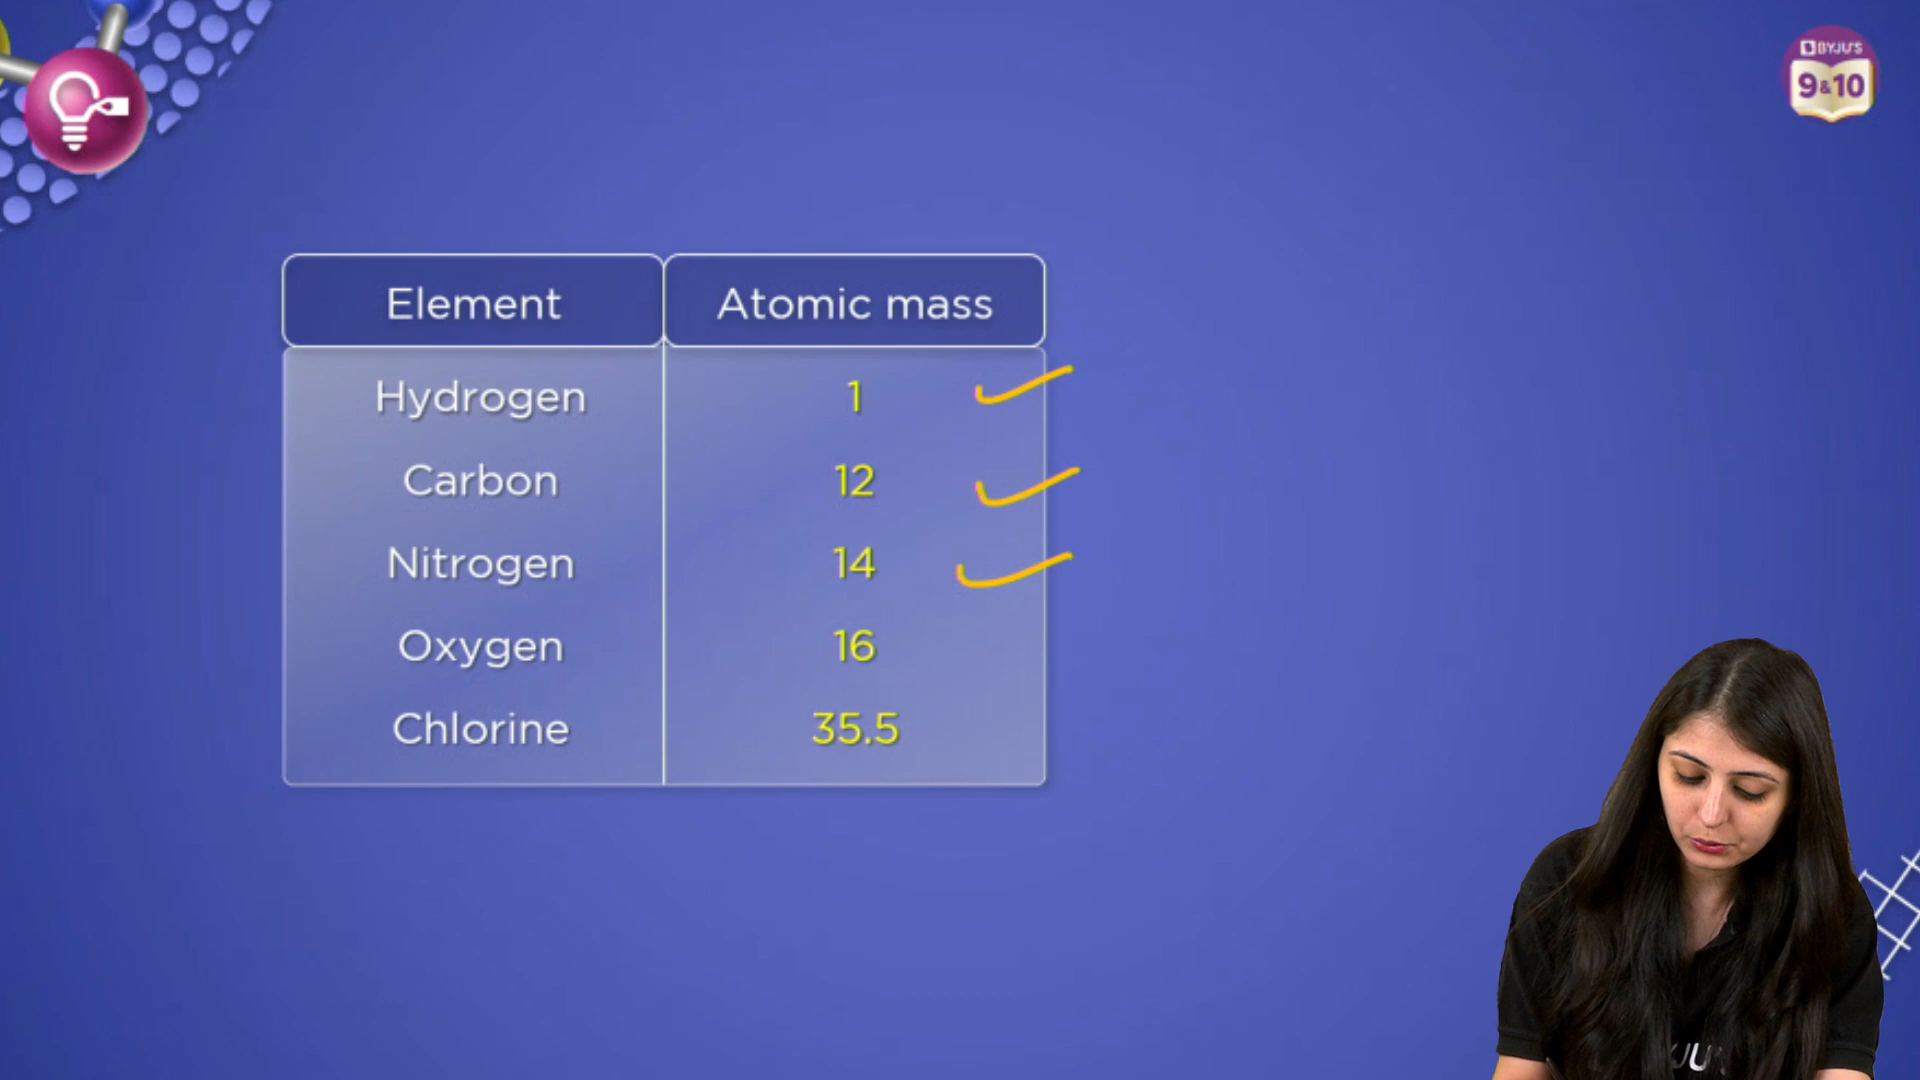 BYJU'S
9&10
Element Atomic mass
Hydrogen 1
Carbon 12
Nitrogen 14
Oxygen 16
Chlorine 35.5